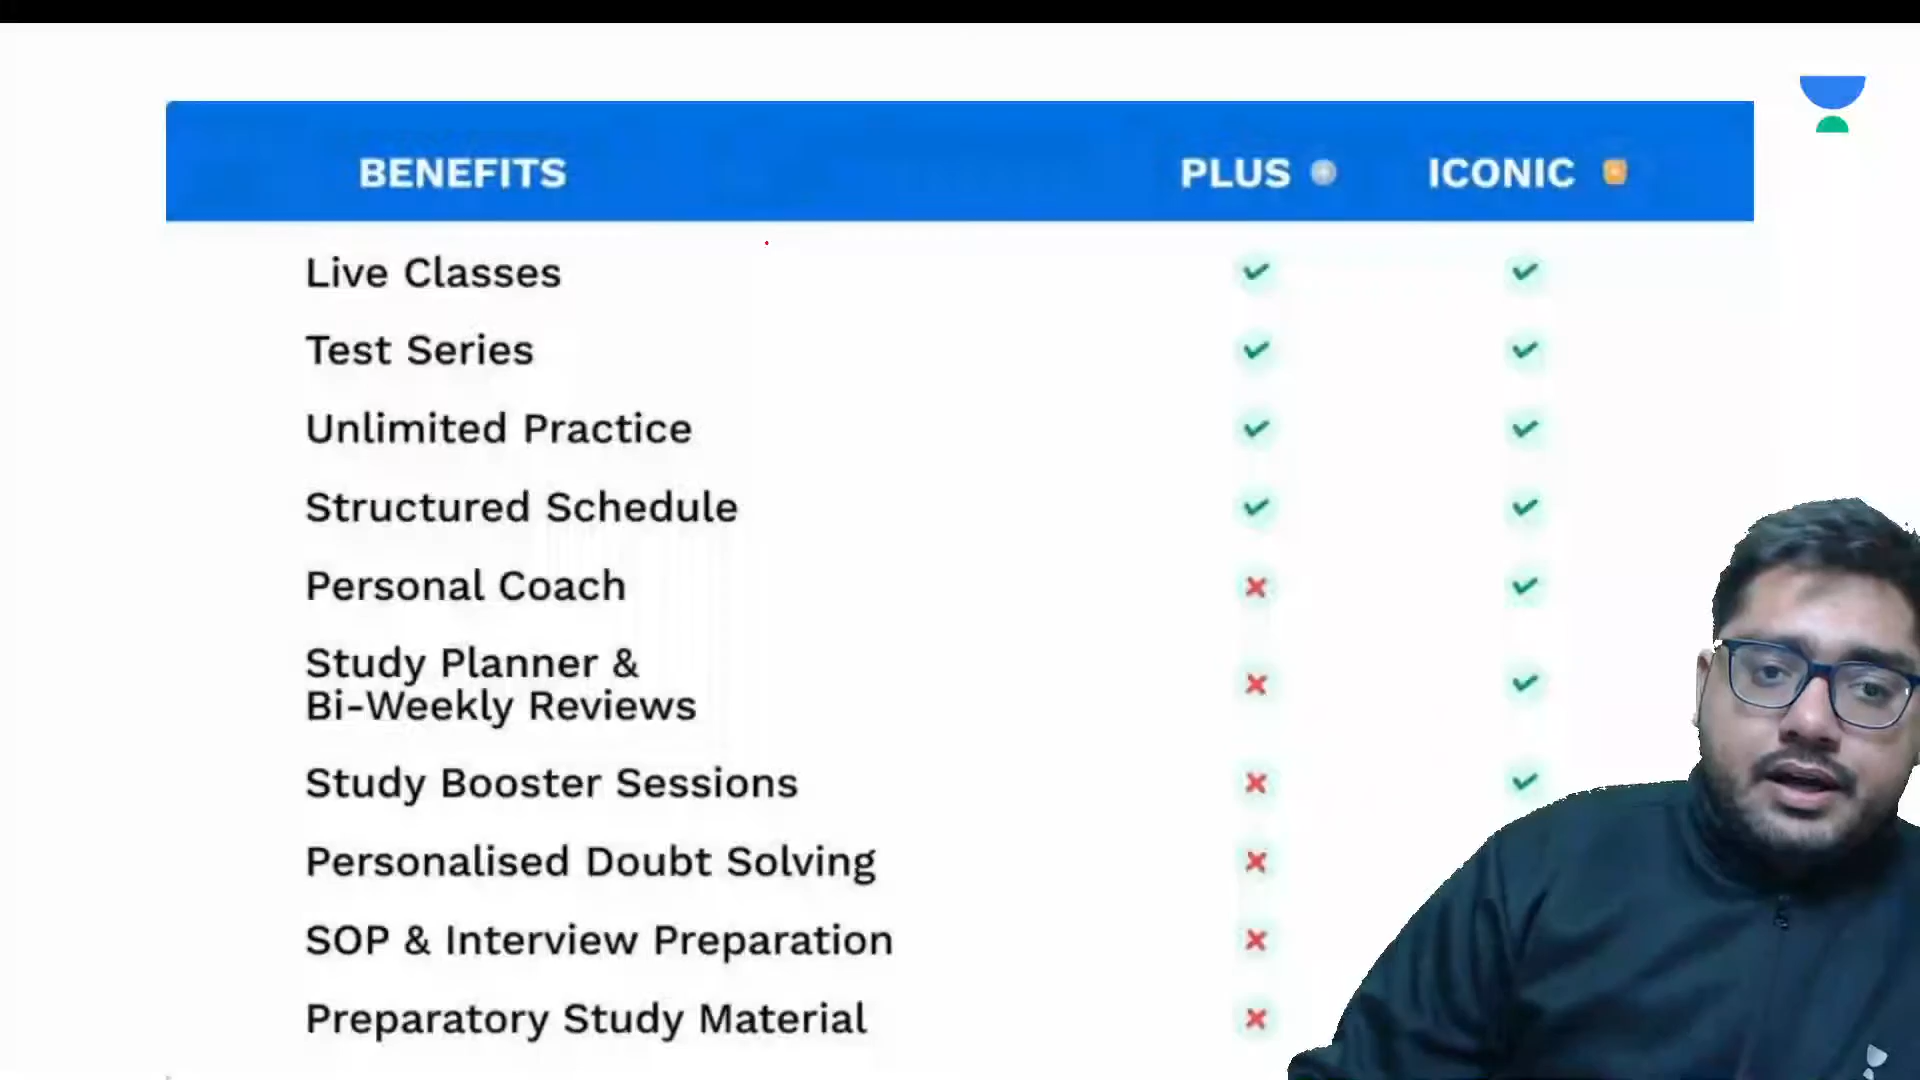 BENEFITS PLUS ICONIC
Live Classes
Test Series
Unlimited Practice
Structured Schedule
Personal Coach
Study Planner &
Bi-Weekly Reviews
Study Booster Sessions
Personalised Doubt Solving
SOP & Interview Preparation
Preparatory Study Material